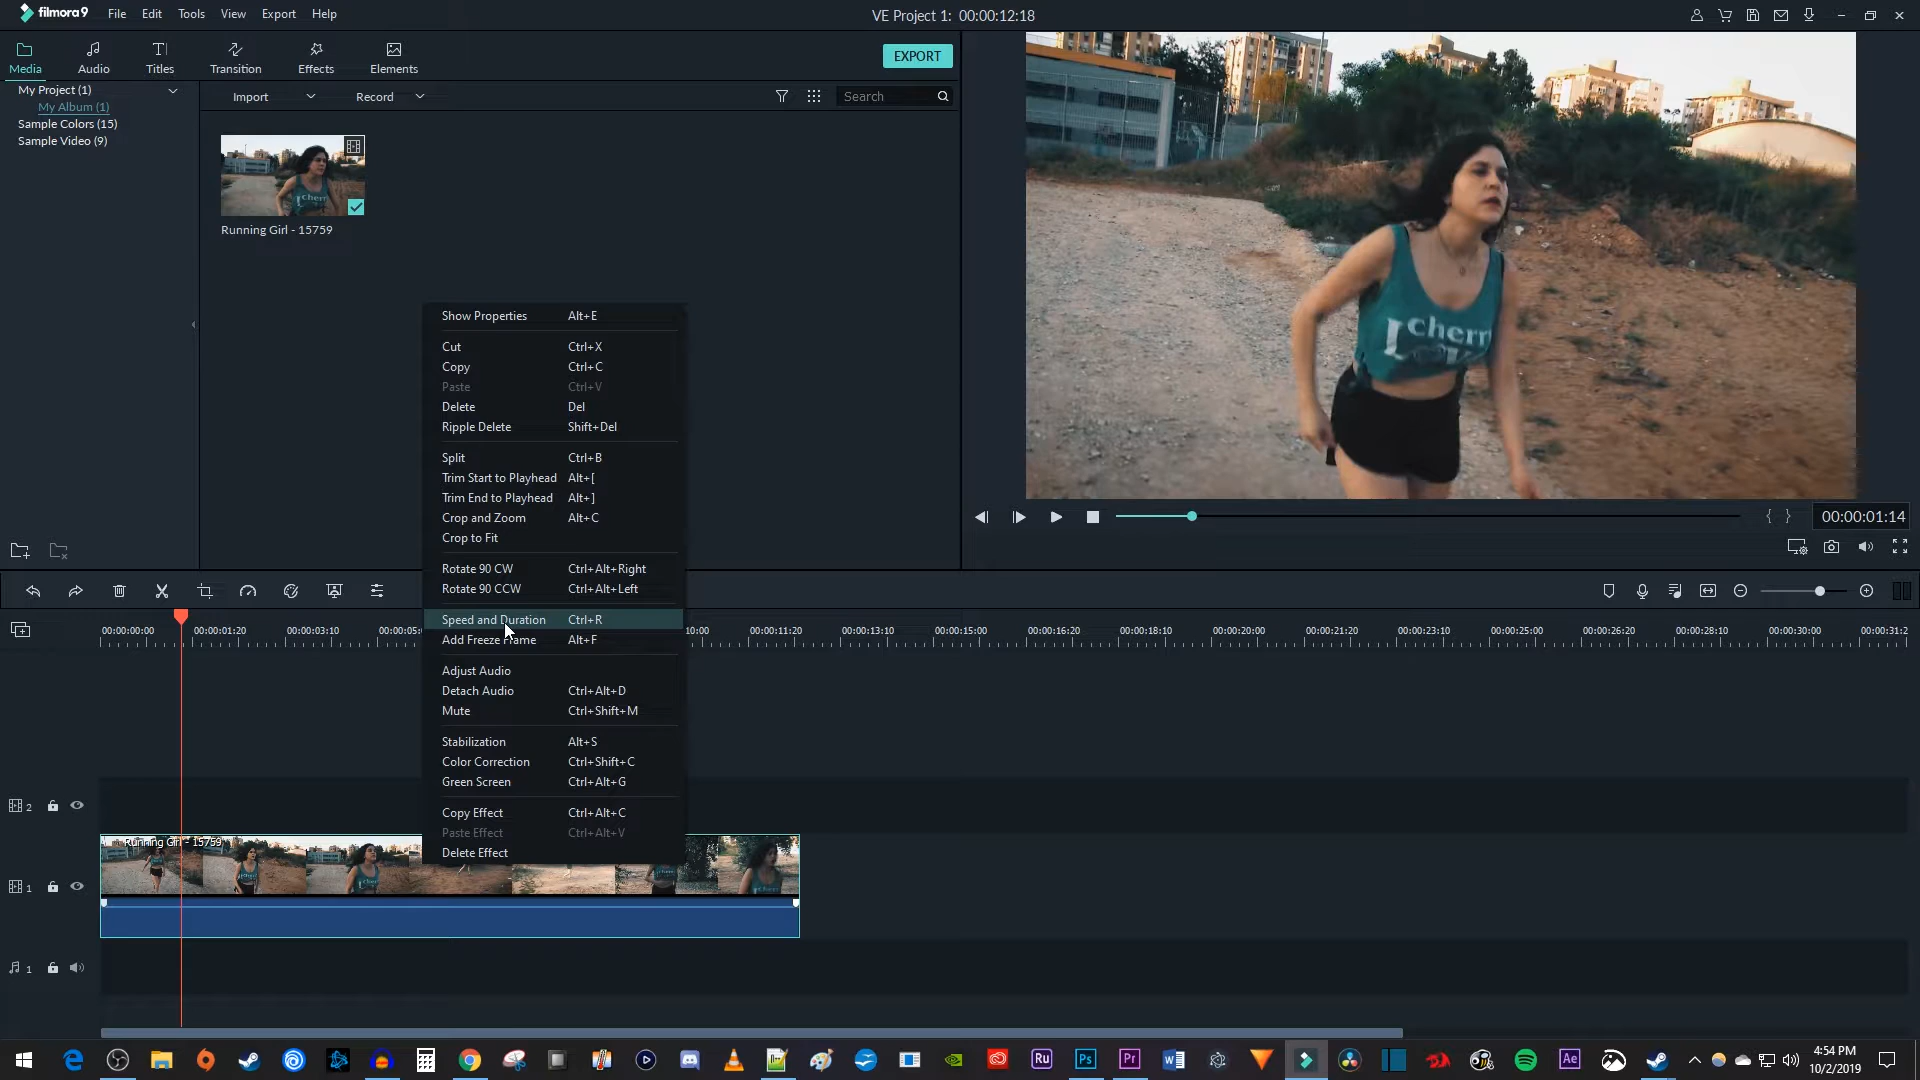 filmora9 File Edit Tools View Export Help VE Project 1: 00:00:12:18
Media Audio Titles Transition Effects Elements EXPORT
My Project (1)
My Album (1)
Sample Colors (15)
Sample Video (9)
Import Record Search
Running Girl - 15759
cherry
Show Properties Alt+E
Cut Ctrl+X
Copy Ctrl+C
Paste Ctrl+V
Delete Del
Ripple Delete Shift+Del
Split Ctrl+B
Trim Start to Playhead Alt+[
Trim End to Playhead Alt+]
Crop and Zoom Alt+C
Crop to Fit
Rotate 90 CW Ctrl+Alt+Right
Rotate 90 CCW Ctrl+Alt+Left
Speed and Duration Ctrl+R
Add Freeze Frame Alt+F
Adjust Audio
Detach Audio Ctrl+Alt+D
Mute Ctrl+Shift+M
Stabilization Alt+S
Color Correction Ctrl+Shift+C
Green Screen Ctrl+Alt+G
Copy Effect Ctrl+Alt+C
Paste Effect Ctrl+Alt+V
Delete Effect
{ } 00:00:01:14
00:00:00:00 00:00:01:20 00:00:03:10 00:00:05: 10:00 00:00:11:20 00:00:13:10 00:00:15:00 00:00:16:20 00:00:18:10 00:00:20:00 00:00:21:20 00:00:23:10 00:00:25:00 00:00:26:20 00:00:28:10 00:00:30:00 00:00:31:2
2
Running Girl - 15759
1
1
Ru Ps Pr W Ae
4:54 PM
10/2/2019